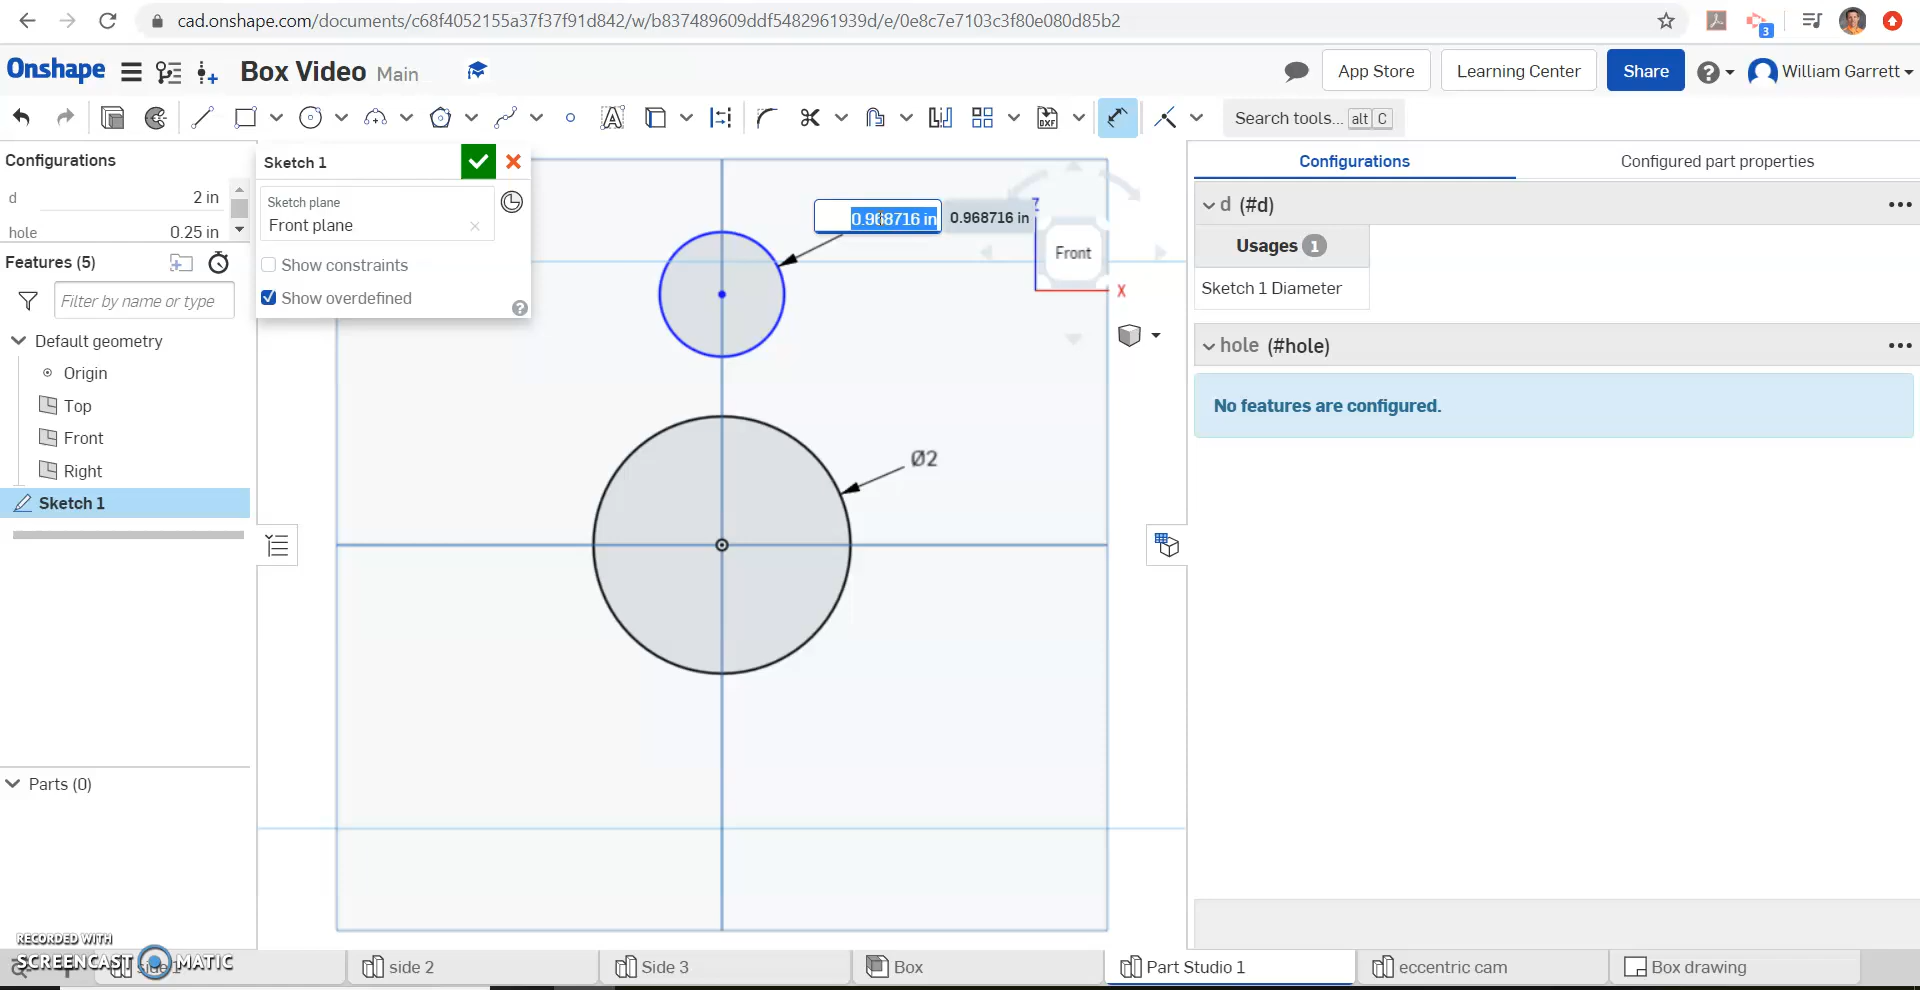 cad.onshape.com/documents/c68f4052155a37f37f91d842/w/b837489609ddf5482961939d/e/0e8c7e7103c3f80e080d85b2
3
Onshape
Box Video Main
App Store
Learning Center
Share
William Garrett
Search tools... alt C
Configurations
d 2 in
hole 0.25 in
Features (5)
Filter by name or type
Default geometry
Origin
Top
Front
Right
Sketch 1
Parts (0)
Sketch 1
Sketch plane
Front plane
Show constraints
Show overdefined
0.968716 in
0.968716 in
Z
Front
X
Ø2
Configurations
Configured part properties
d (#d)
Usages 1
Sketch 1 Diameter
hole (#hole)
No features are configured.
RECORDED WITH
SCREENCAST MATIC
side 2
Side 3
Box
Part Studio 1
eccentric cam
Box drawing